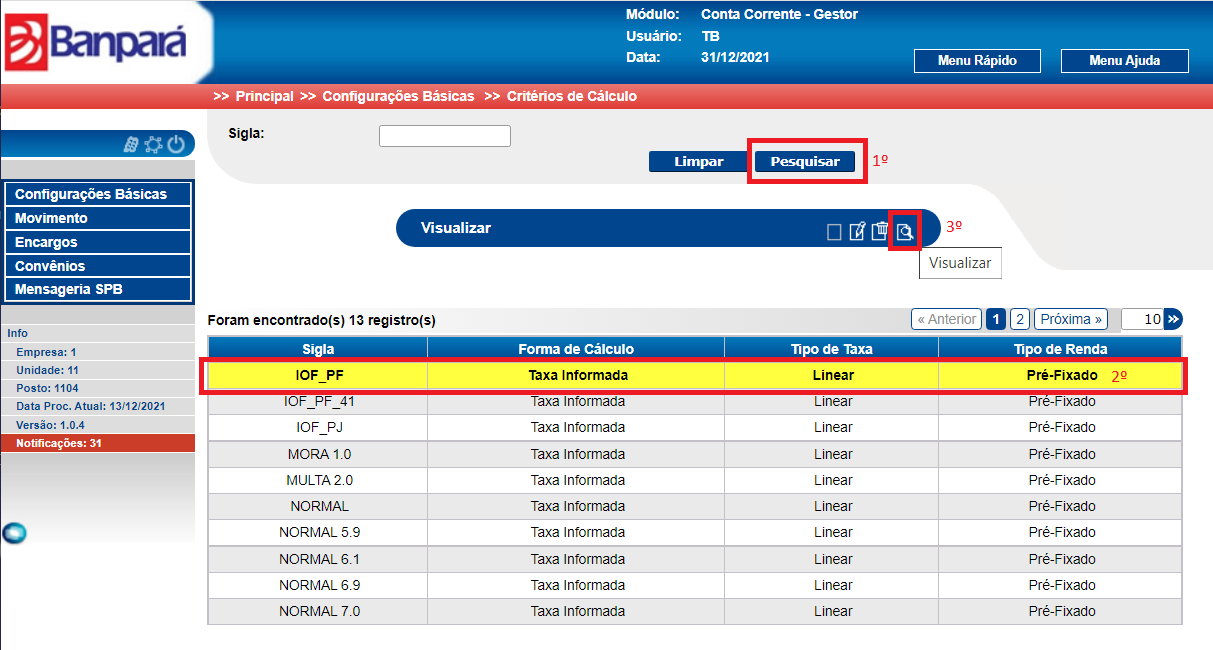 Banpará
Módulo: Conta Corrente - Gestor
Usuário: TB
Data: 31/12/2021
Menu Rápido Menu Ajuda
>> Principal >> Configurações Básicas >> Critérios de Cálculo
Sigla:
Limpar Pesquisar 1º
Configurações Básicas
Movimento
Encargos
Convênios
Mensageria SPB
Visualizar 3º
Visualizar
Info
Empresa: 1
Unidade: 11
Posto: 1104
Data Proc. Atual: 13/12/2021
Versão: 1.0.4
Notificações: 31
Foram encontrado(s) 13 registro(s) « Anterior 1 2 Próxima » 10 »
Sigla Forma de Cálculo Tipo de Taxa Tipo de Renda
IOF_PF Taxa Informada Linear Pré-Fixado 2º
IOF_PF_41 Taxa Informada Linear Pré-Fixado
IOF_PJ Taxa Informada Linear Pré-Fixado
MORA 1.0 Taxa Informada Linear Pré-Fixado
MULTA 2.0 Taxa Informada Linear Pré-Fixado
NORMAL Taxa Informada Linear Pré-Fixado
NORMAL 5.9 Taxa Informada Linear Pré-Fixado
NORMAL 6.1 Taxa Informada Linear Pré-Fixado
NORMAL 6.9 Taxa Informada Linear Pré-Fixado
NORMAL 7.0 Taxa Informada Linear Pré-Fixado